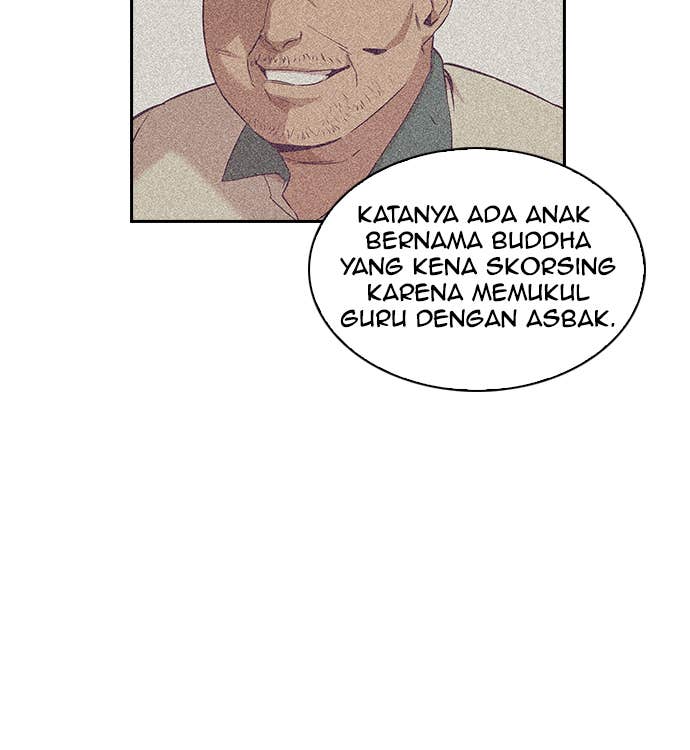 KATANYA ADA ANAK
BERNAMA BUDDHA
YANG KENA SKORSING
KARENA MEMUKUL
GURU DENGAN ASBAK.